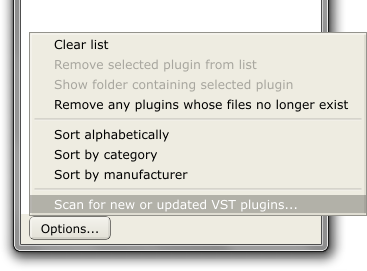 Clear list
Remove selected plugin from list
Show folder containing selected plugin
Remove any plugins whose files no longer exist
Sort alphabetically
Sort by category
Sort by manufacturer
Scan for new or updated VST plugins...
Options...